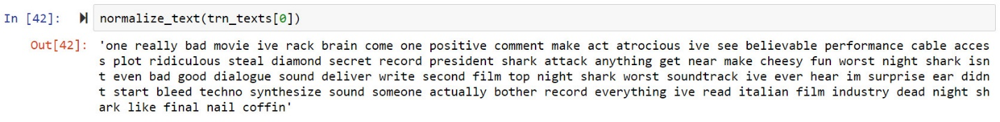 In [42]: normalize_text(trn_texts[0])
Out[42]: 'one really bad movie ive rack brain come one positive comment make act atrocious ive see believable performance cable acces
s plot ridiculous steal diamond secret record president shark attack anything get near make cheesy fun worst night shark isn
t even bad good dialogue sound deliver write second film top night shark worst soundtrack ive ever hear im surprise ear didn
t start bleed techno synthesize sound someone actually bother record everything ive read italian film industry dead night sh
ark like final nail coffin'